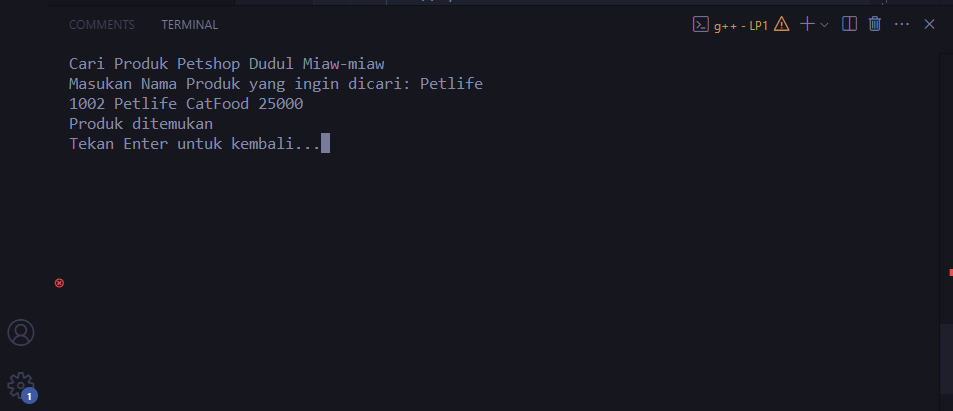 COMMENTS TERMINAL g++ - LP1
Cari Produk Petshop Dudul Miaw-miaw
Masukan Nama Produk yang ingin dicari: Petlife
1002 Petlife CatFood 25000
Produk ditemukan
Tekan Enter untuk kembali...
1